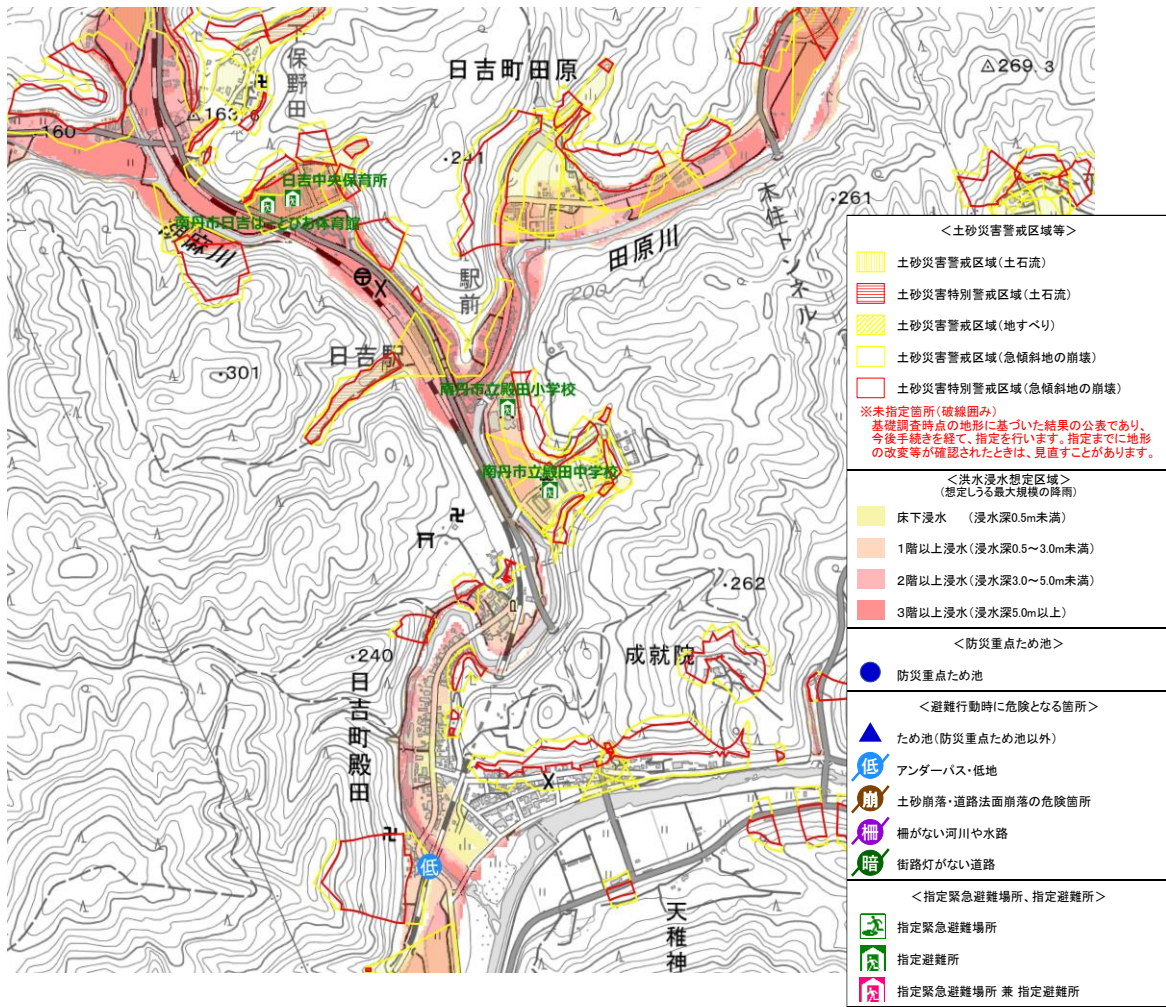 下保野田
日吉町田原
△269.3
△163.6
160
・241
日吉中央保育所
木住トンネル
・261
南丹市日吉はーとぴあ体育館
胡麻川
田原川
駅前
200
日吉駅
・301
南丹市立殿田小学校
南丹市立殿田中学校
・262
成就院
・240
日吉町殿田
低
天稚神
＜土砂災害警戒区域等＞
土砂災害警戒区域(土石流)
土砂災害特別警戒区域(土石流)
土砂災害警戒区域(地すべり)
土砂災害警戒区域(急傾斜地の崩壊)
土砂災害特別警戒区域(急傾斜地の崩壊)
※未指定箇所(破線囲み)
基礎調査時点の地形に基づいた結果の公表であり、
今後手続きを経て、指定を行います。指定までに地形
の改変等が確認されたときは、見直すことがあります。
＜洪水浸水想定区域＞
(想定しうる最大規模の降雨)
床下浸水　(浸水深0.5m未満)
1階以上浸水(浸水深0.5～3.0m未満)
2階以上浸水(浸水深3.0～5.0m未満)
3階以上浸水(浸水深5.0m以上)
＜防災重点ため池＞
防災重点ため池
＜避難行動時に危険となる箇所＞
ため池(防災重点ため池以外)
低 アンダーパス・低地
崩 土砂崩落・道路法面崩落の危険箇所
柵 柵がない河川や水路
暗 街路灯がない道路
＜指定緊急避難場所、指定避難所＞
指定緊急避難場所
指定避難所
指定緊急避難場所 兼 指定避難所